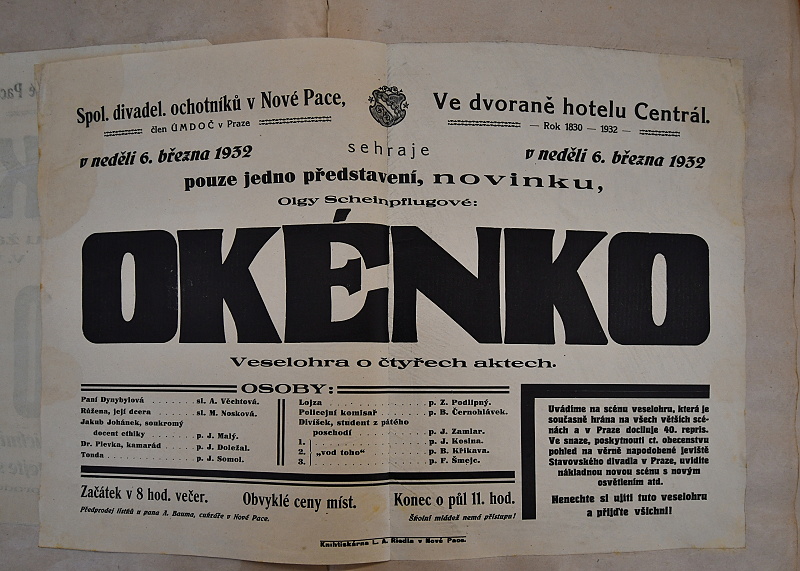 Spol. divadel. ochotníků v Nové Pace,
člen ÚMDOČ v Praze
Ve dvoraně hotelu Centrál.
Rok 1830 — 1932 —
v neděli 6. března 1932
sehraje
v neděli 6. března 1932
pouze jedno představení, novinku,
Olgy Scheinpflugové:
OKÉNKO
Veselohra o čtyřech aktech.
OSOBY:
Paní Dynybylová . . . . . . . sl. A. Věchtová.
Růžena, její dcera . . . . . . sl. M. Nosková.
Jakub Johánek, soukromý
docent ethiky . . . . . . p. J. Malý.
Dr. Pievka, kamarád . . . . . p. J. Doležal.
Tonda . . . . . . . . . . p. J. Somol.
Lojza . . . . . . . . . . p. Z. Podlipný.
Policejní komisař . . . . . . p. B. Černohlávek.
Divíšek, student z pátého
poschodí . . . . . . . p. J. Zamiar.
1. . . . . . . p. J. Kosina.
2. „vod toho“ . . . . . . p. B. Křikava.
3. . . . . . . p. F. Šmejc.
Uvádíme na scénu veselohru, která je
současně hrána na všech větších scé-
nách a v Praze dociluje 40. repris.
Ve snaze, poskytnouti ct. obecenstvu
pohled na věrně napodobené jeviště
Stavovského divadla v Praze, uvidíte
nákladnou novou scénu s novým
osvětlením atd.
Nenechte si ujíti tuto veselohru
a přijďte všichni!
Začátek v 8 hod. večer.
Obvyklé ceny míst.
Konec o půl 11. hod.
Předprodej lístků u pana A. Bauma, cukráře v Nové Pace.
Školní mládež nemá přístupu!
Knihtiskárna L. A. Riedla v Nové Pace.